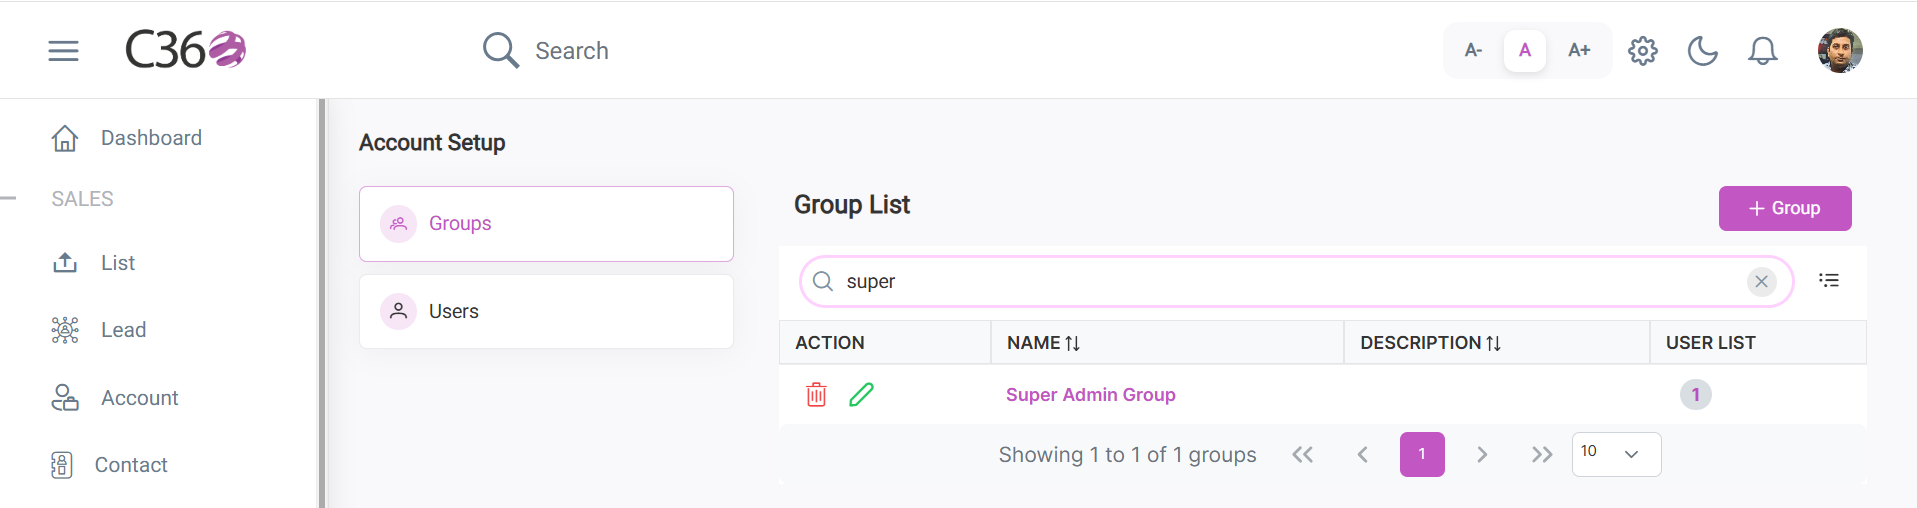 C360
Search
A- A A+
Dashboard
SALES
List
Lead
Account
Contact
Account Setup
Groups
Users
Group List
+ Group
super
ACTION NAME DESCRIPTION USER LIST
Super Admin Group 1
Showing 1 to 1 of 1 groups 1 10